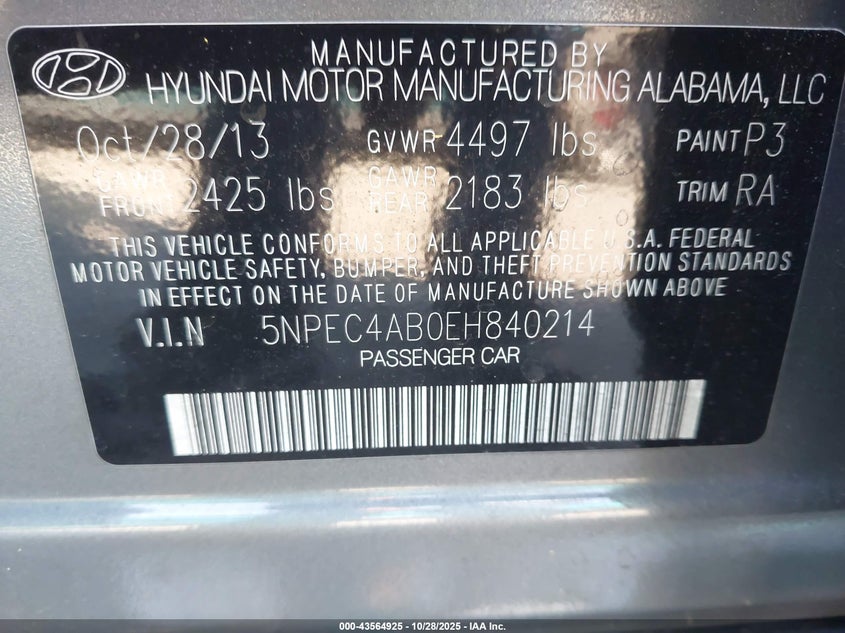 MANUFACTURED BY
HYUNDAI MOTOR MANUFACTURING ALABAMA, LLC
Oct/28/13 GVWR 4497 lbs PAINT P3
GAWR FRONT 2425 lbs GAWR REAR 2183 lbs TRIM RA
THIS VEHICLE CONFORMS TO ALL APPLICABLE U.S.A. FEDERAL
MOTOR VEHICLE SAFETY, BUMPER, AND THEFT PREVENTION STANDARDS
IN EFFECT ON THE DATE OF MANUFACTURE SHOWN ABOVE
V.I.N 5NPEC4AB0EH840214
PASSENGER CAR
000-43564925 - 10/28/2025 - IAA Inc.